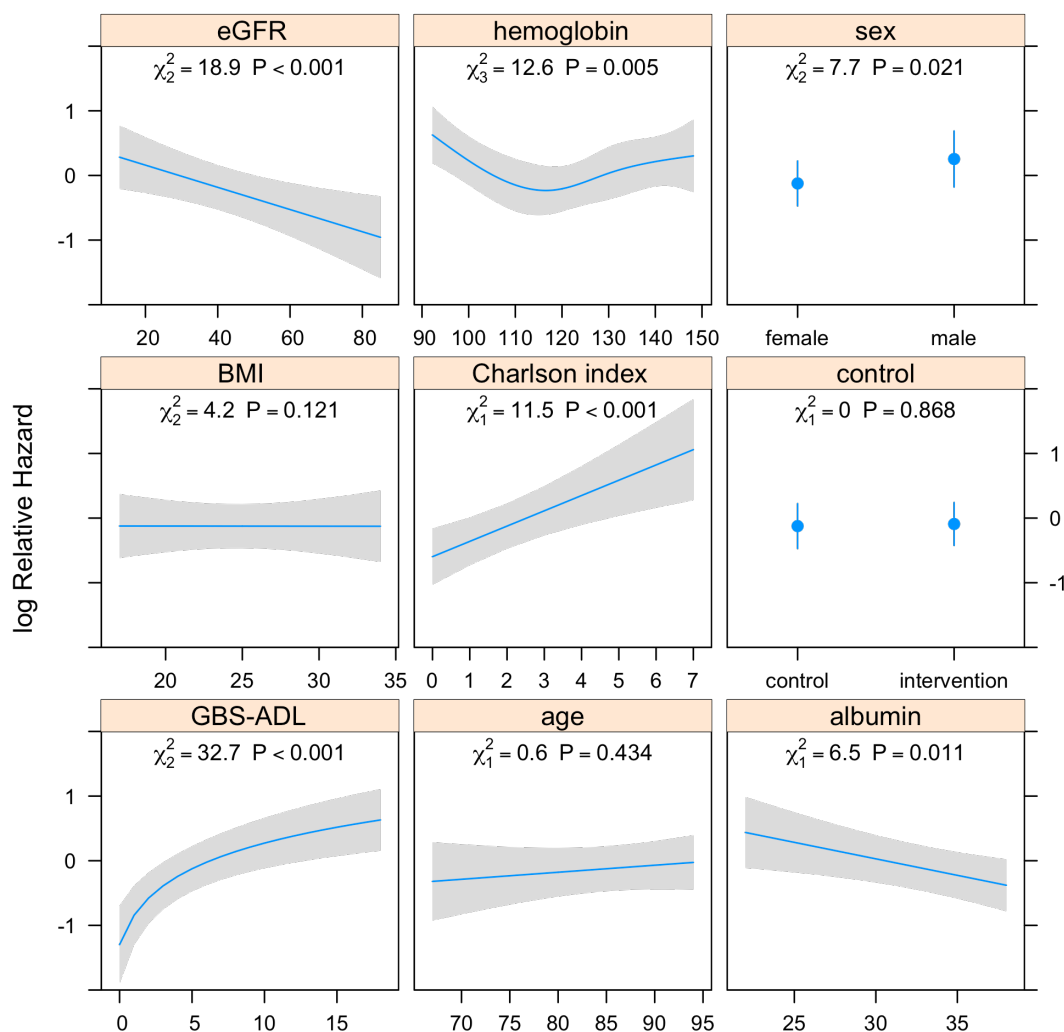 eGFR hemoglobin sex
χ²₂ = 18.9 P < 0.001 χ²₃ = 12.6 P = 0.005 χ²₂ = 7.7 P = 0.021
1
0
-1
20 40 60 80 90 100 110 120 130 140 150 female male
BMI Charlson index control
χ²₂ = 4.2 P = 0.121 χ²₁ = 11.5 P < 0.001 χ²₁ = 0 P = 0.868
1
0
-1
20 25 30 35 0 1 2 3 4 5 6 7 control intervention
log Relative Hazard
GBS-ADL age albumin
χ²₂ = 32.7 P < 0.001 χ²₁ = 0.6 P = 0.434 χ²₁ = 6.5 P = 0.011
1
0
-1
0 5 10 15 70 75 80 85 90 95 25 30 35